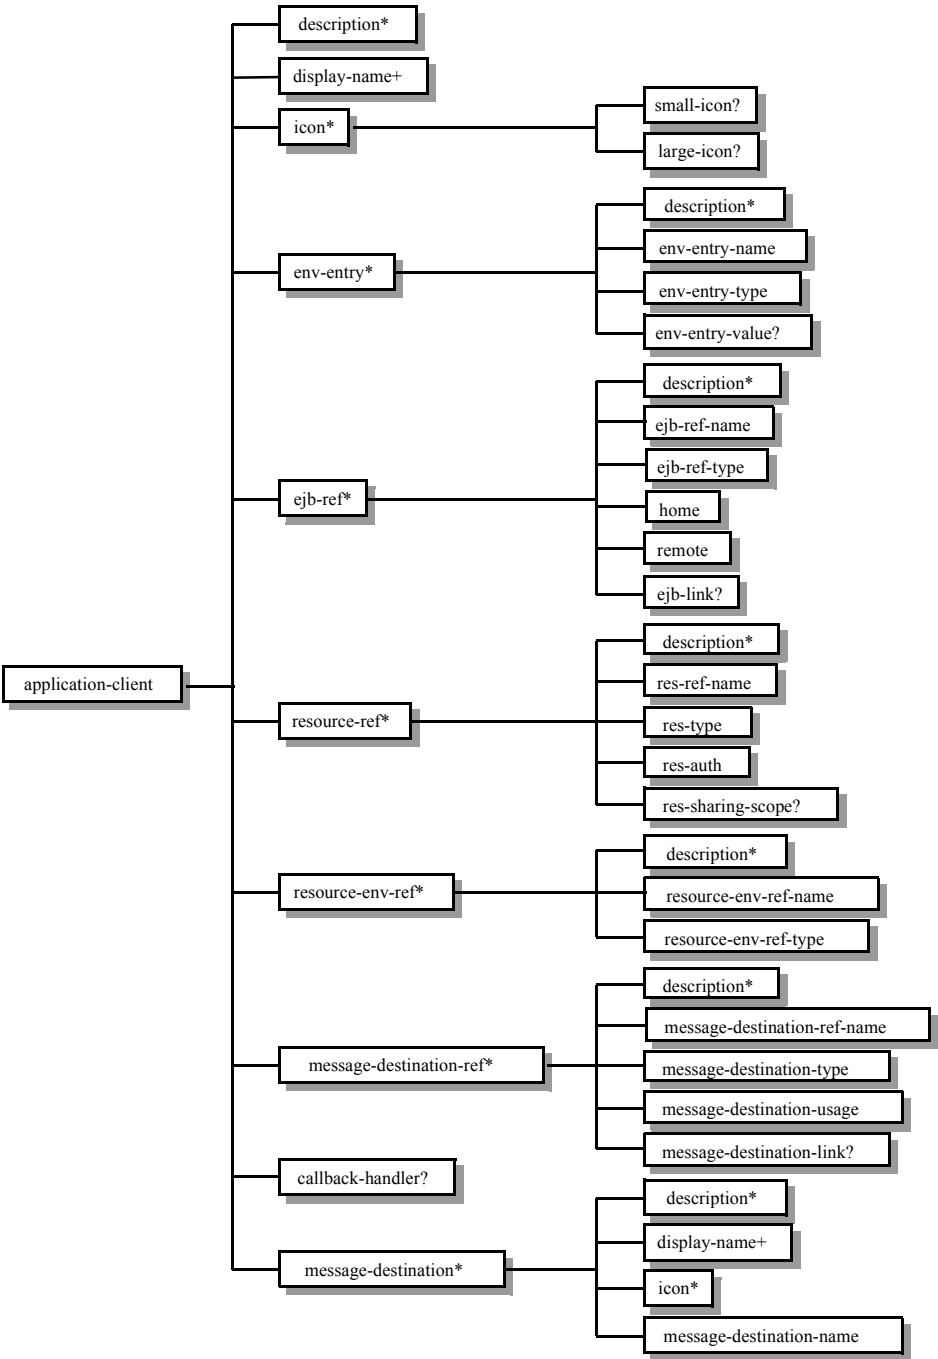 description*
display-name+
icon*
small-icon?
large-icon?
env-entry*
description*
env-entry-name
env-entry-type
env-entry-value?
ejb-ref*
description*
ejb-ref-name
ejb-ref-type
home
remote
ejb-link?
application-client
resource-ref*
description*
res-ref-name
res-type
res-auth
res-sharing-scope?
resource-env-ref*
description*
resource-env-ref-name
resource-env-ref-type
message-destination-ref*
description*
message-destination-ref-name
message-destination-type
message-destination-usage
message-destination-link?
callback-handler?
message-destination*
description*
display-name+
icon*
message-destination-name